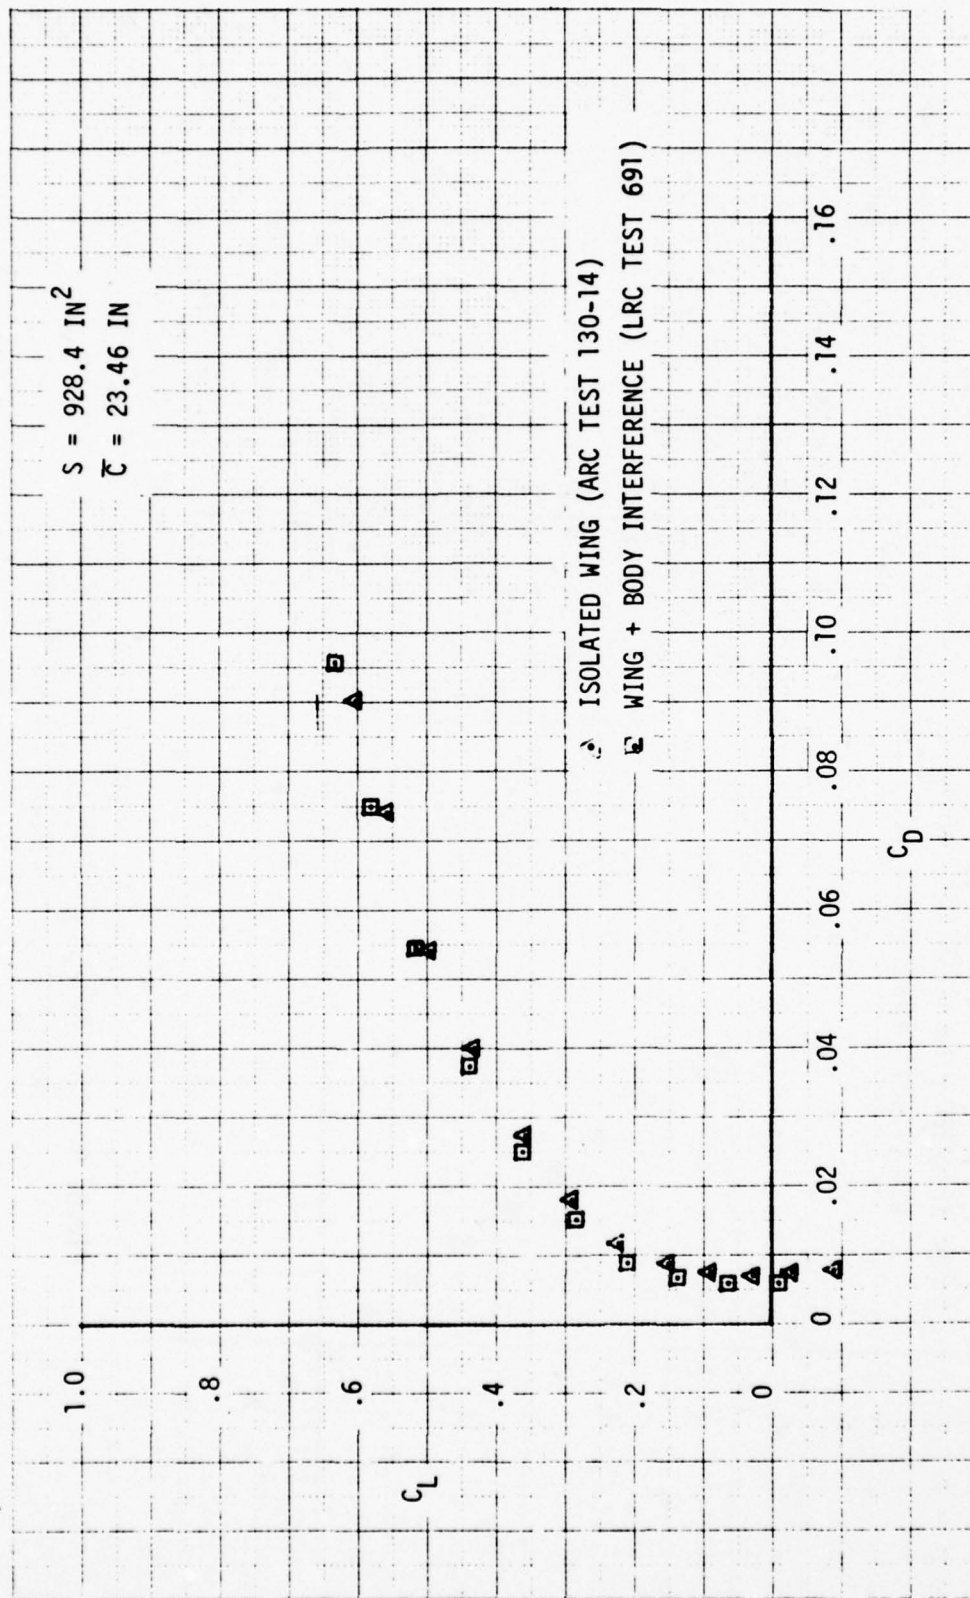 S = 928.4 IN²
C̅ = 23.46 IN
1.0
.8
.6
.4
.2
0
C_L
0
.02
.04
.06
.08
.10
.12
.14
.16
C_D
ISOLATED WING (ARC TEST 130-14)
WING + BODY INTERFERENCE (LRC TEST 691)